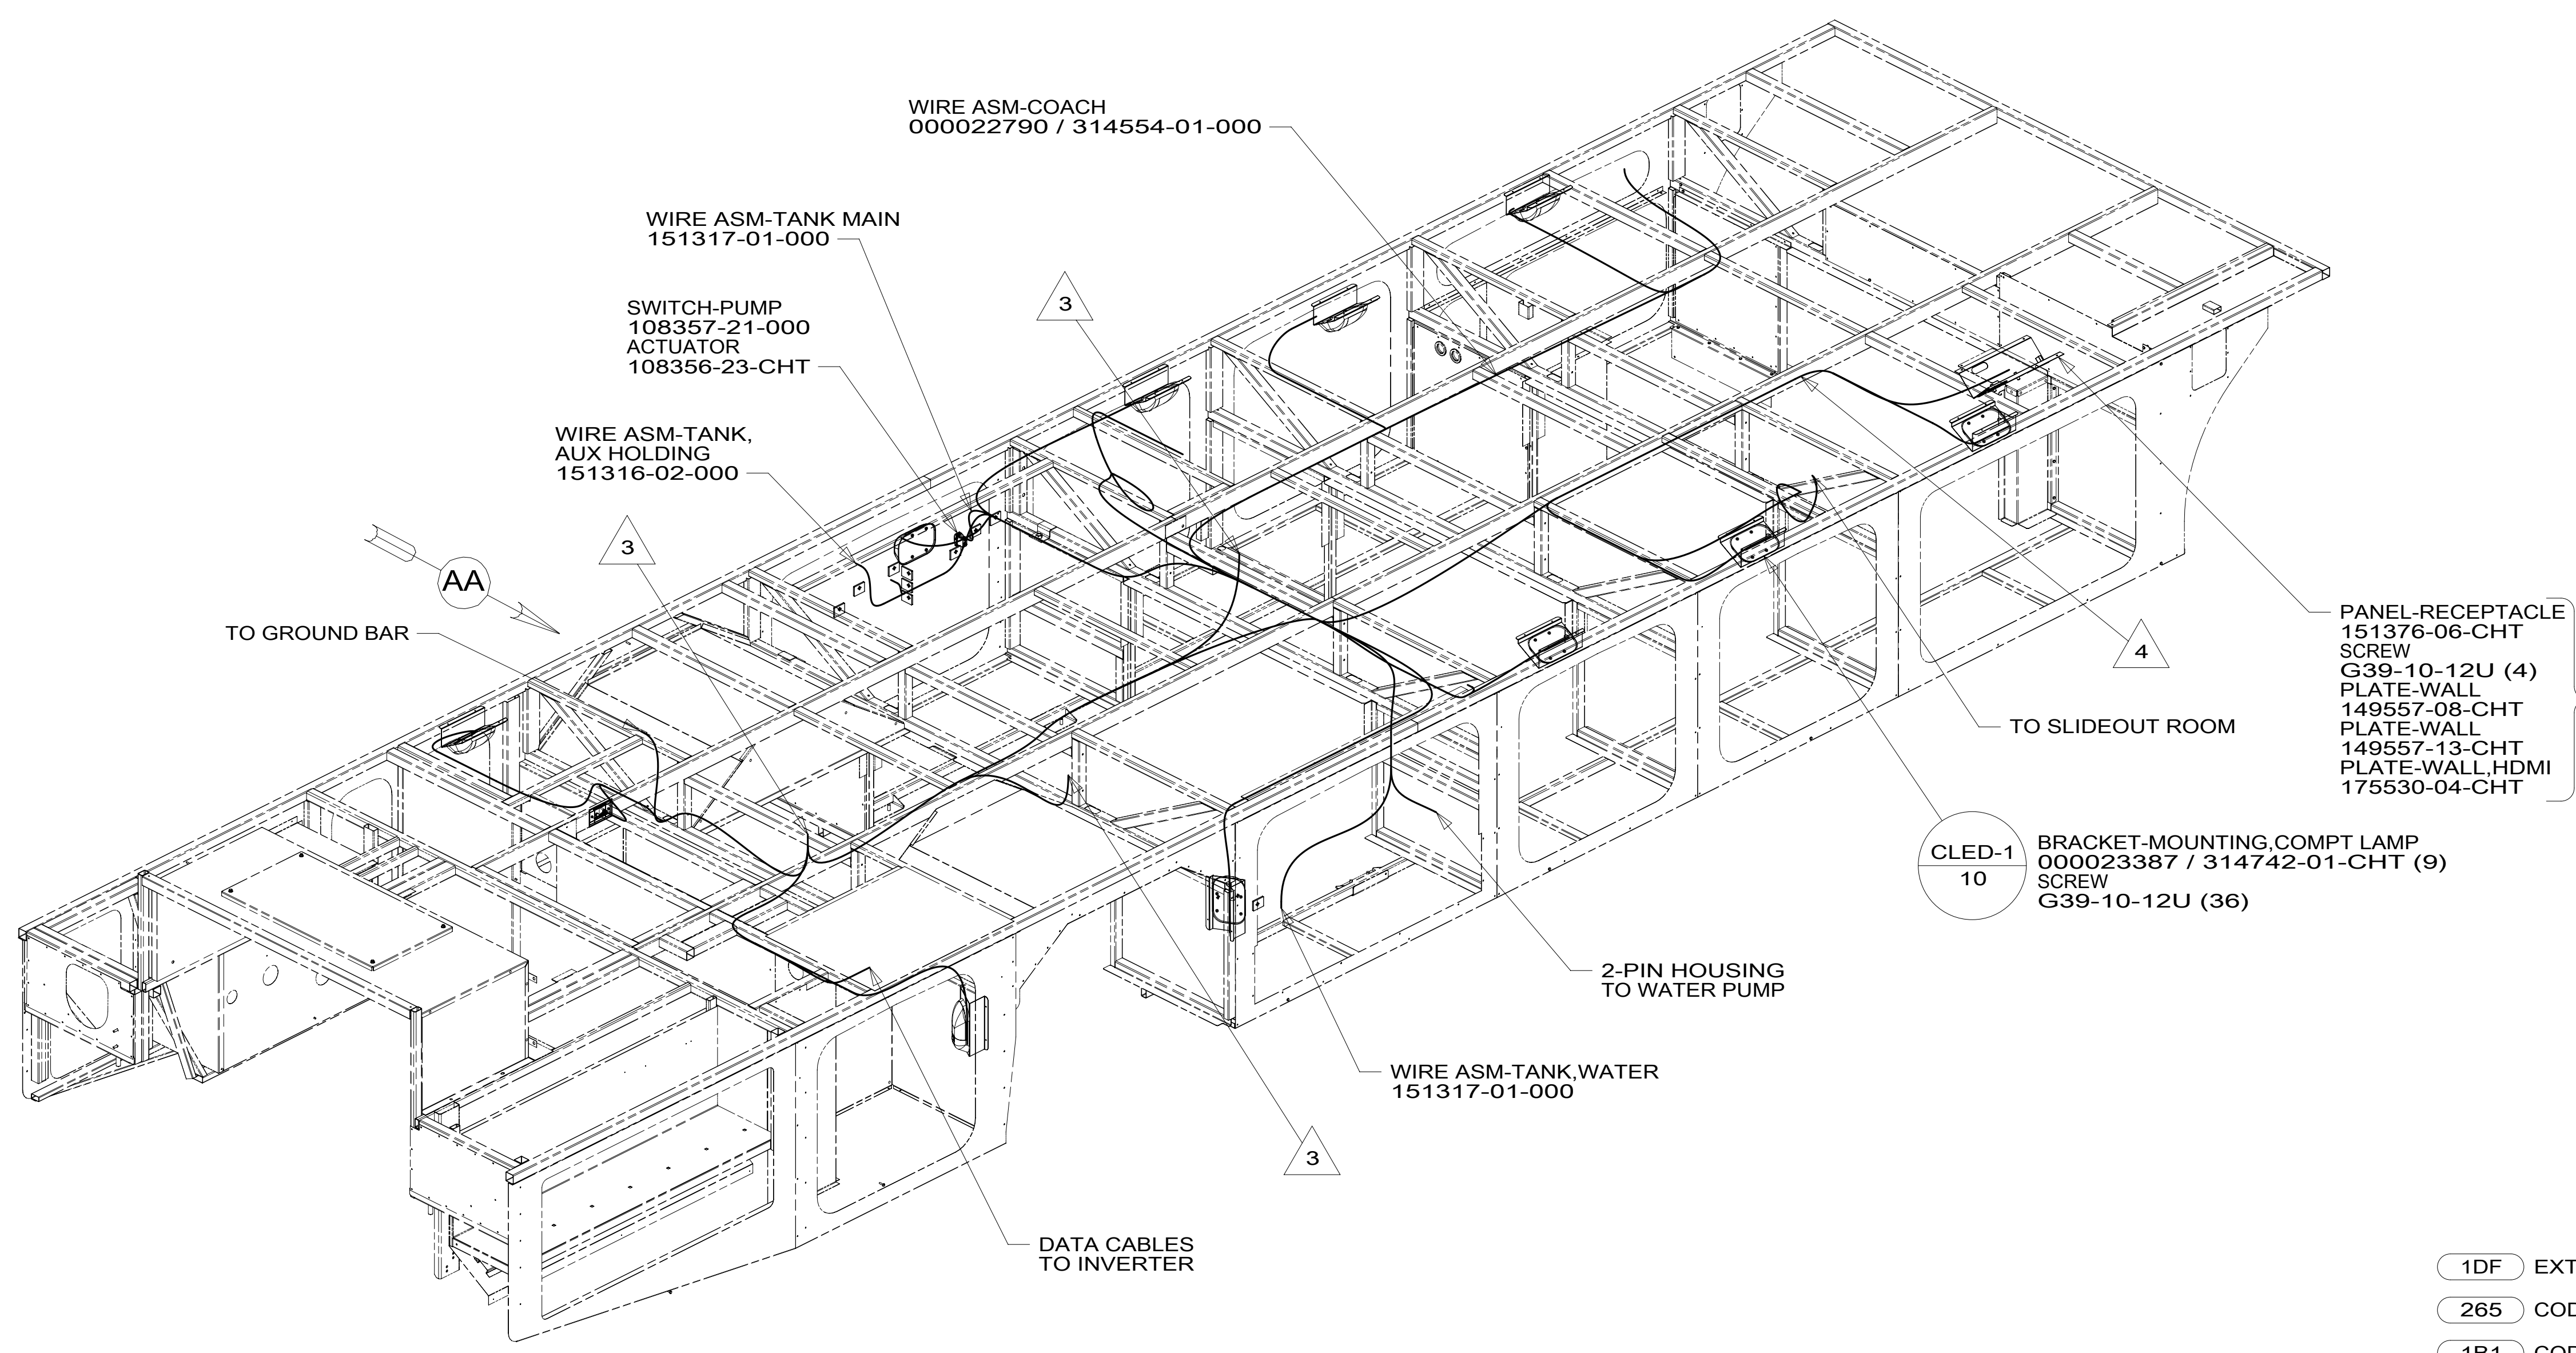 WIRE ASM-COACH
000022790 / 314554-01-000
WIRE ASM-TANK MAIN
151317-01-000
SWITCH-PUMP
108357-21-000
ACTUATOR
108356-23-CHT
3
WIRE ASM-TANK,
AUX HOLDING
151316-02-000
3
AA
TO GROUND BAR
PANEL-RECEPTACLE
151376-06-CHT
SCREW
G39-10-12U (4)
PLATE-WALL
149557-08-CHT
PLATE-WALL
149557-13-CHT
PLATE-WALL,HDMI
175530-04-CHT
4
TO SLIDEOUT ROOM
CLED-1
10
BRACKET-MOUNTING,COMPT LAMP
000023387 / 314742-01-CHT (9)
SCREW
G39-10-12U (36)
2-PIN HOUSING
TO WATER PUMP
WIRE ASM-TANK,WATER
151317-01-000
3
DATA CABLES
TO INVERTER
1DF EXT
265 COD
1B1 COD